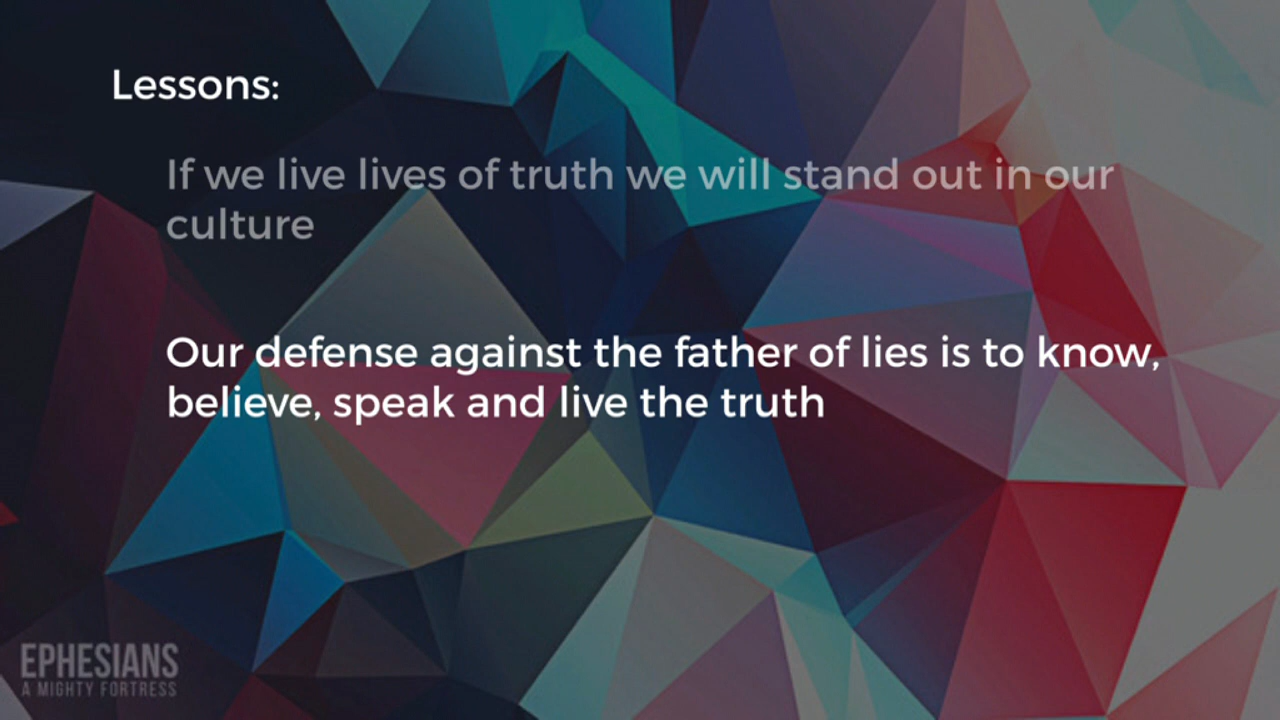 Lessons:
If we live lives of truth we will stand out in our
culture
Our defense against the father of lies is to know,
believe, speak and live the truth
EPHESIANS
A MIGHTY FORTRESS